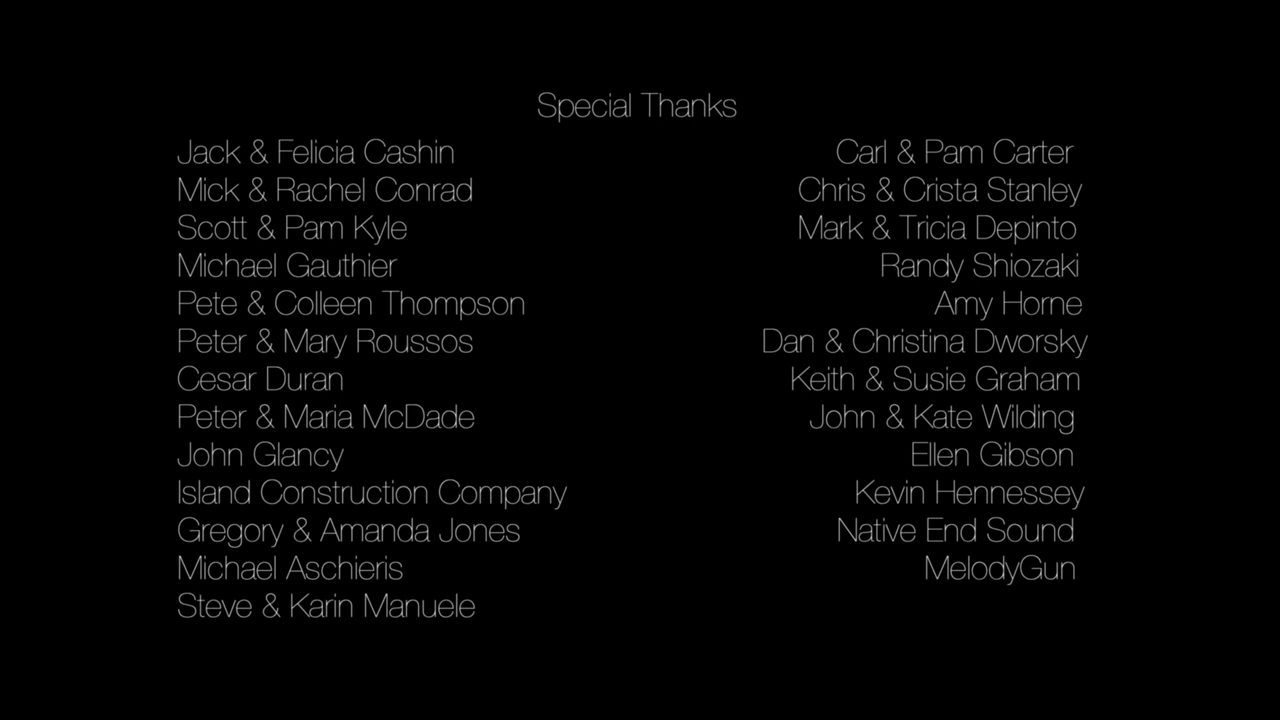 Special Thanks
Jack & Felicia Cashin
Mick & Rachel Conrad
Scott & Pam Kyle
Michael Gauthier
Pete & Colleen Thompson
Peter & Mary Roussos
Cesar Duran
Peter & Maria McDade
John Glancy
Island Construction Company
Gregory & Amanda Jones
Michael Aschieris
Steve & Karin Manuele
Carl & Pam Carter
Chris & Crista Stanley
Mark & Tricia Depinto
Randy Shiozaki
Amy Horne
Dan & Christina Dworsky
Keith & Susie Graham
John & Kate Wilding
Ellen Gibson
Kevin Hennessey
Native End Sound
MelodyGun